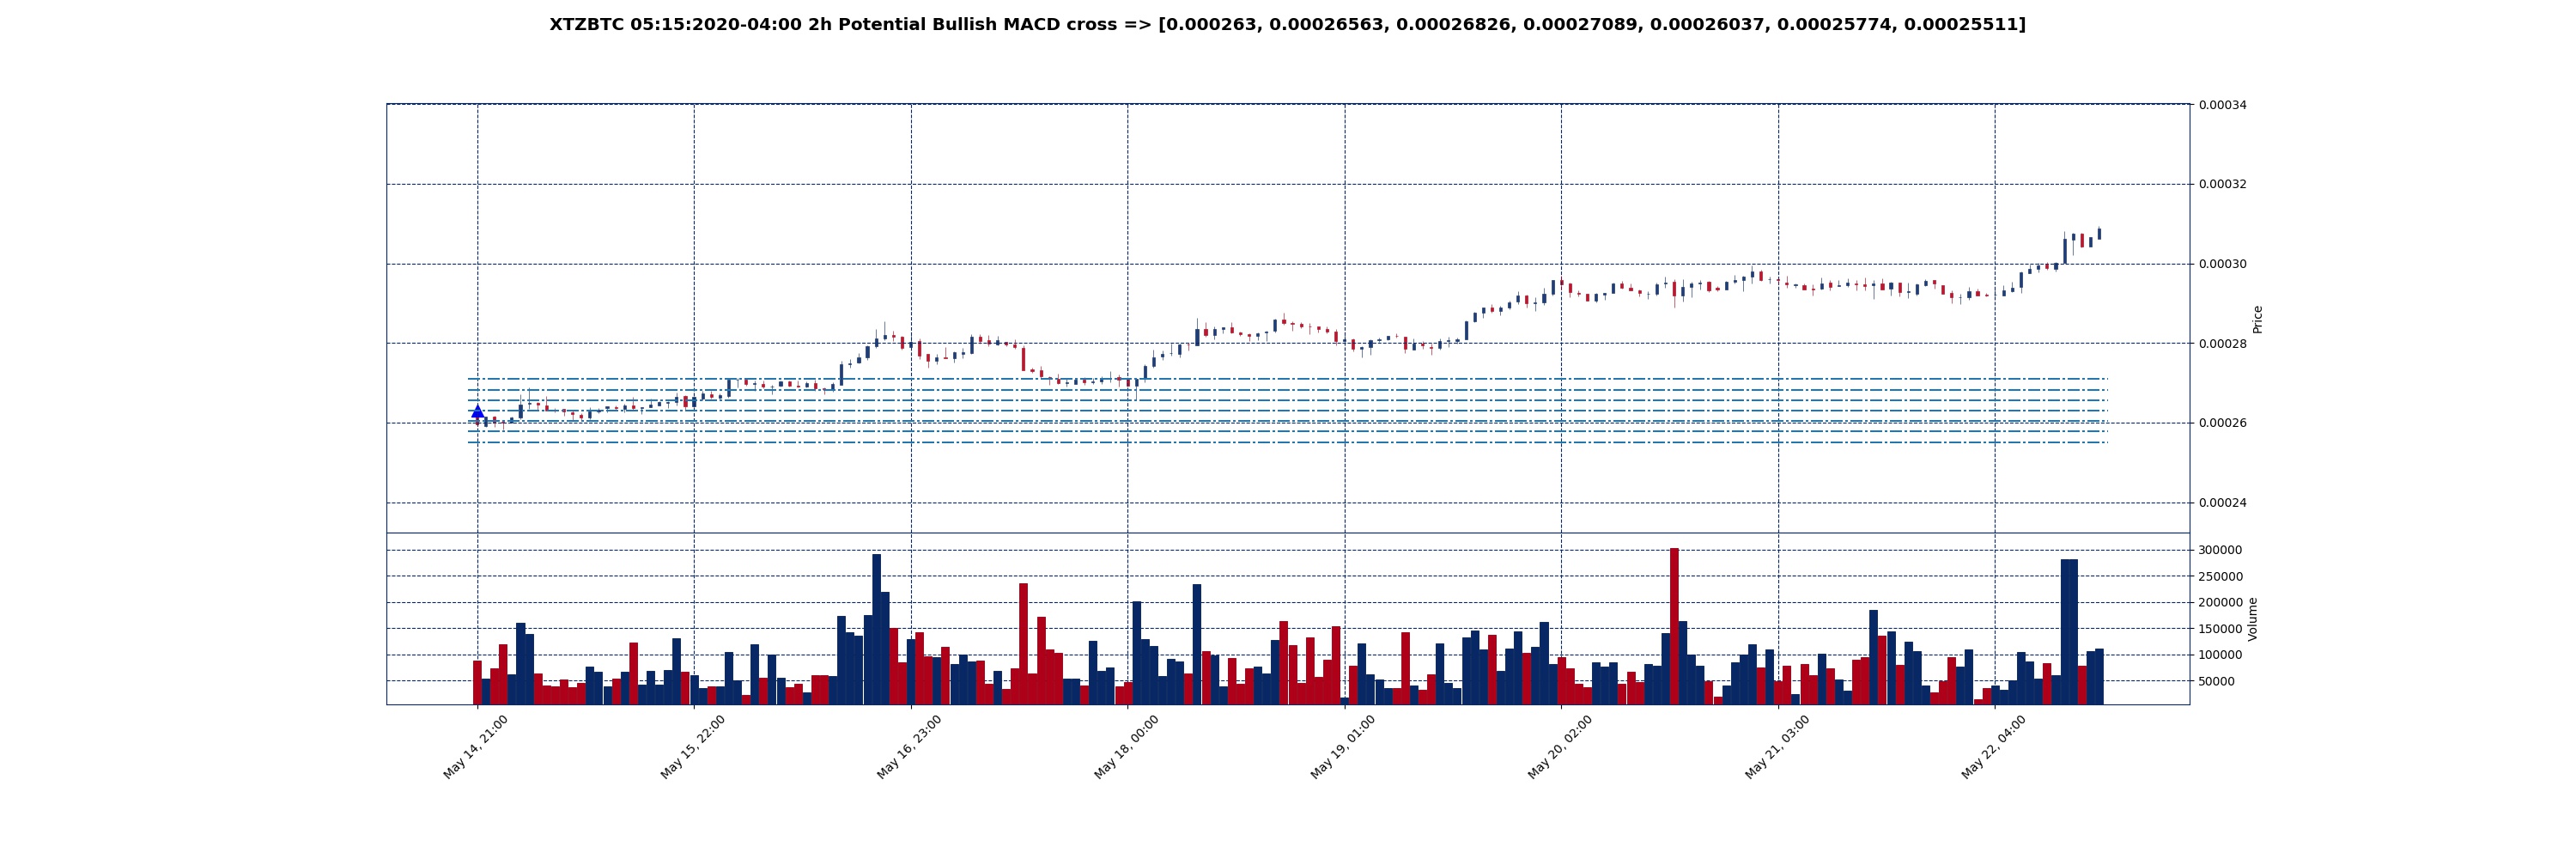 XTZBTC 05:15:2020-04:00 2h Potential Bullish MACD cross => [0.000263, 0.00026563, 0.00026826, 0.00027089, 0.00026037, 0.00025774, 0.00025511]
0.00034
0.00032
0.00030
0.00028
0.00026
0.00024
Price
300000
250000
200000
150000
100000
50000
Volume
May 14, 21:00
May 15, 22:00
May 16, 23:00
May 18, 00:00
May 19, 01:00
May 20, 02:00
May 21, 03:00
May 22, 04:00